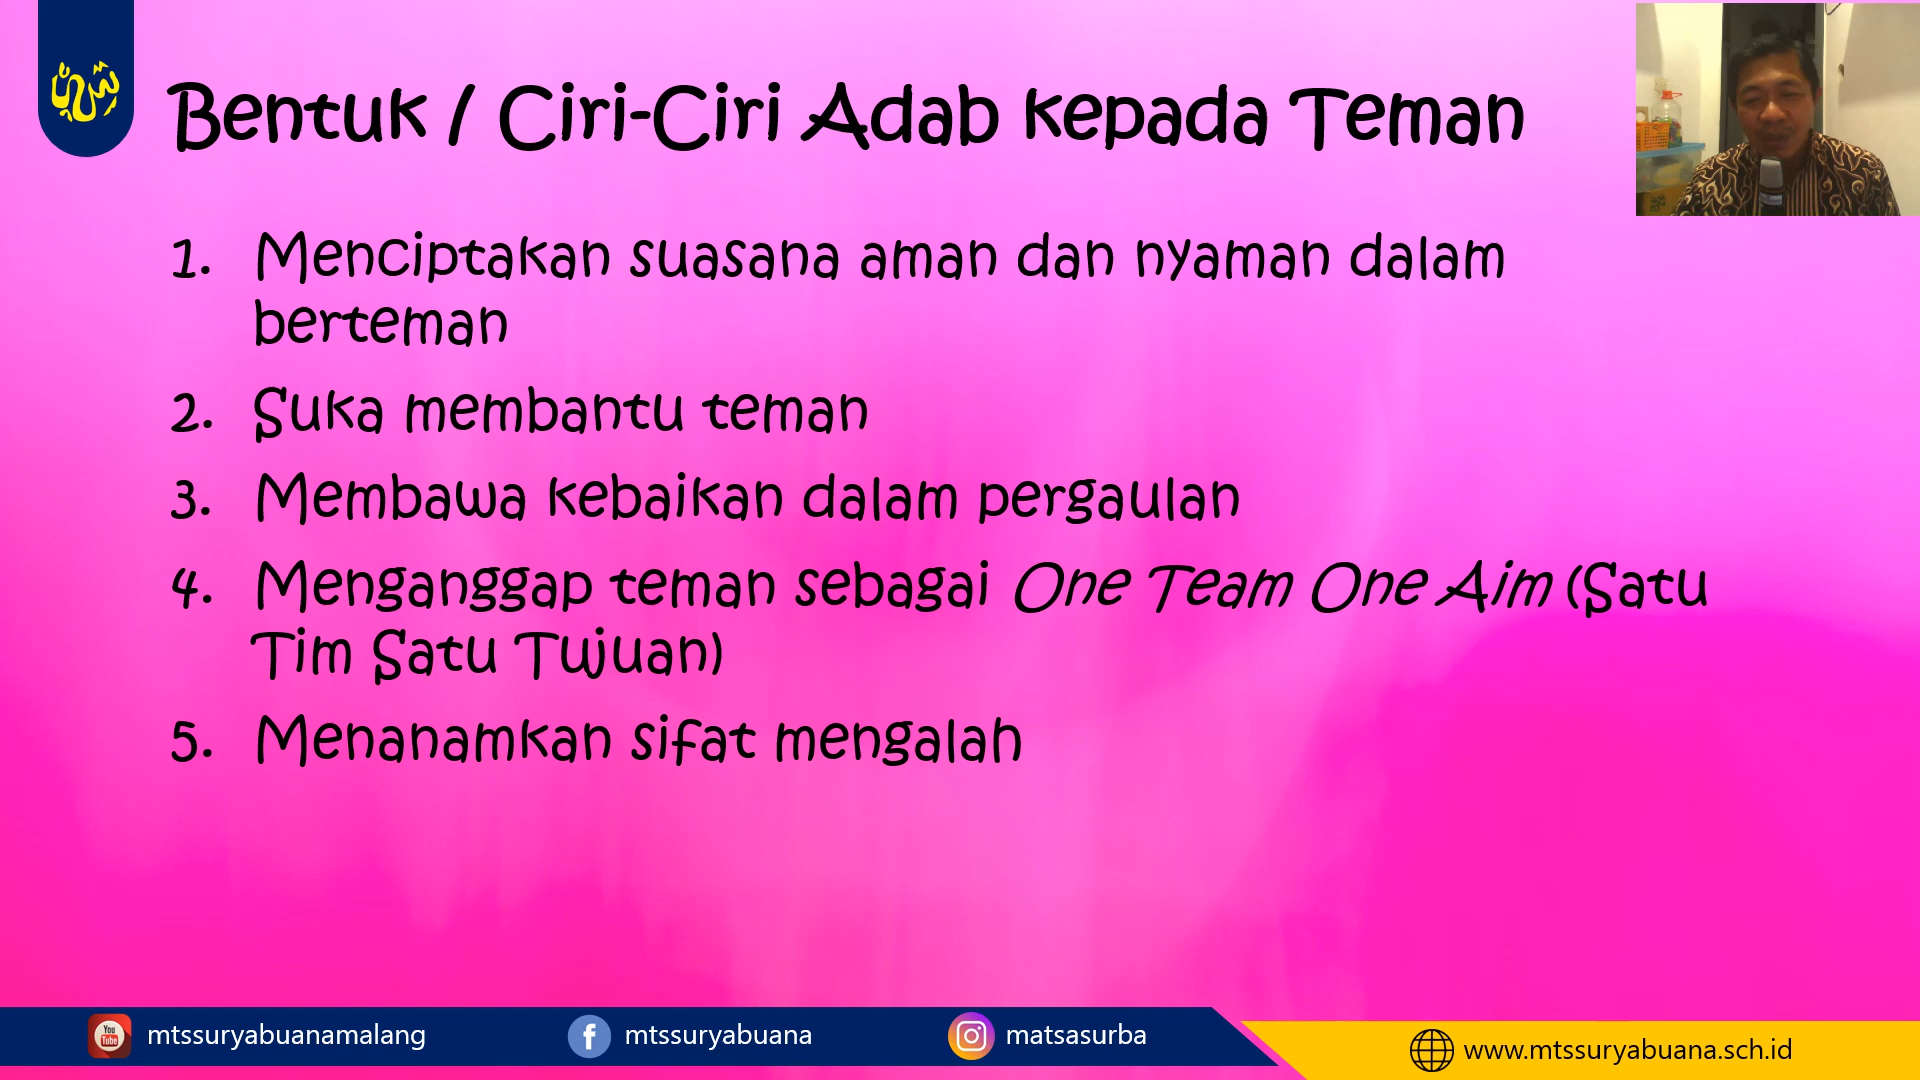 Bentuk / Ciri-Ciri Adab kepada Teman
1. Menciptakan suasana aman dan nyaman dalam
berteman
2. Suka membantu teman
3. Membawa kebaikan dalam pergaulan
4. Menganggap teman sebagai One Team One Aim (Satu
Tim Satu Tujuan)
5. Menanamkan sifat mengalah
You
Tube
mtssuryabuanamalang
mtssuryabuana
matsasurba
www.mtssuryabuana.sch.id